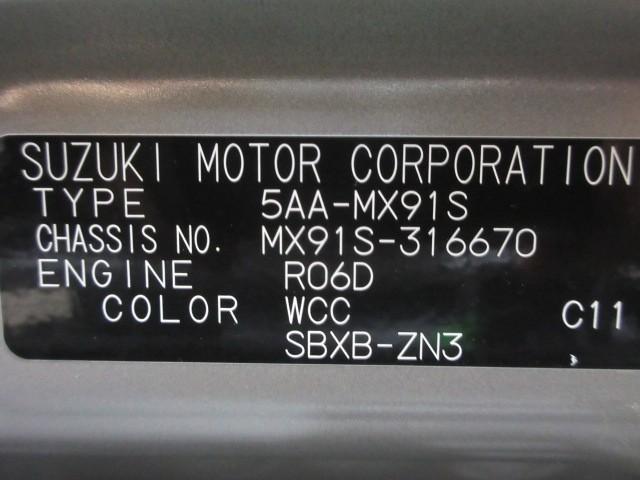 SUZUKI MOTOR CORPORATION
TYPE 5AA-MX91S
CHASSIS NO. MX91S-316670
ENGINE R06D
COLOR WCC C11
SBXB-ZN3